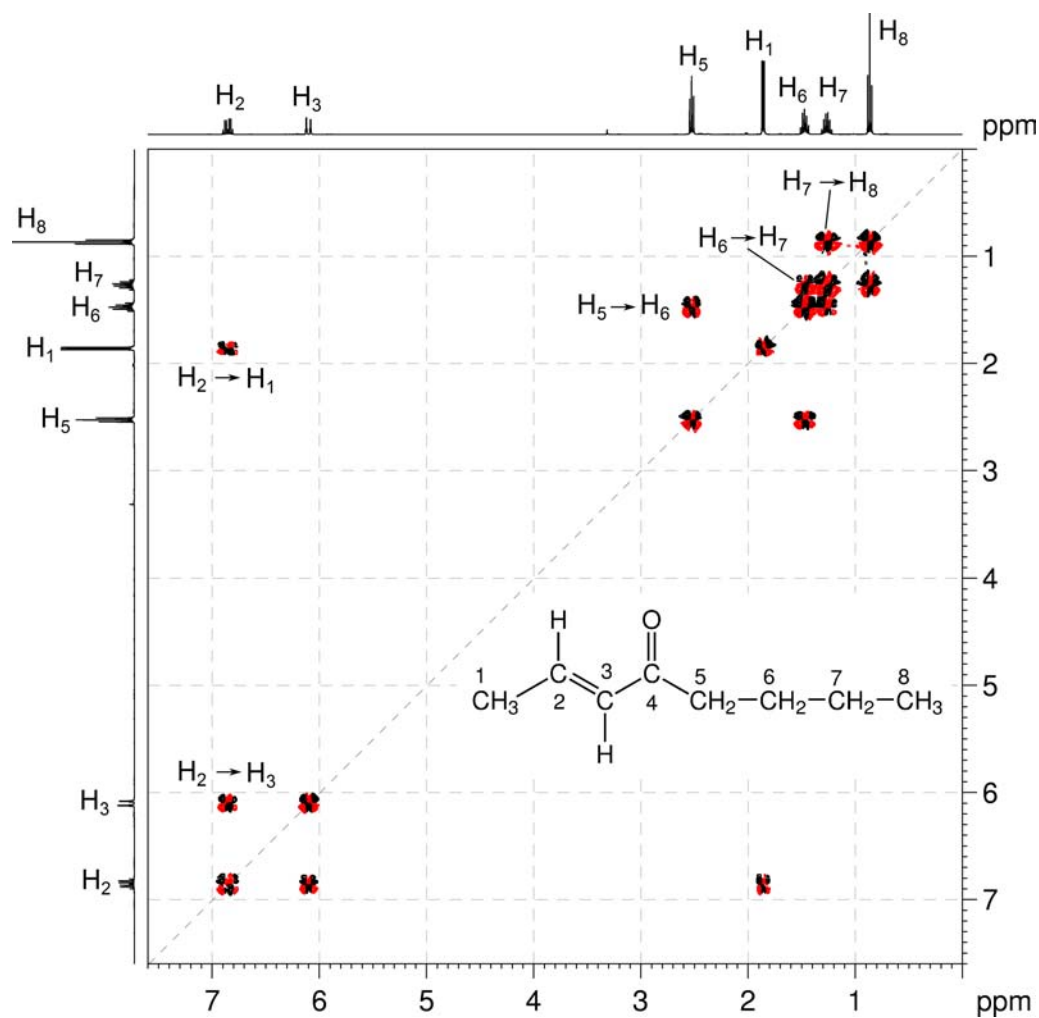 H₈
H₁
H₅
H₂
H₃
H₆
H₇
ppm
H₇ → H₈
H₈
H₆ → H₇
1
H₇
H₅ → H₆
H₆
H₁
2
H₂ → H₁
H₅
3
4
H
O
1
3
5
6
7
8
5
CH₃
C
C
C
CH₂
CH₂
CH₂
CH₃
2
4
H
H₂ → H₃
H₃
6
H₂
7
7
6
5
4
3
2
1
ppm